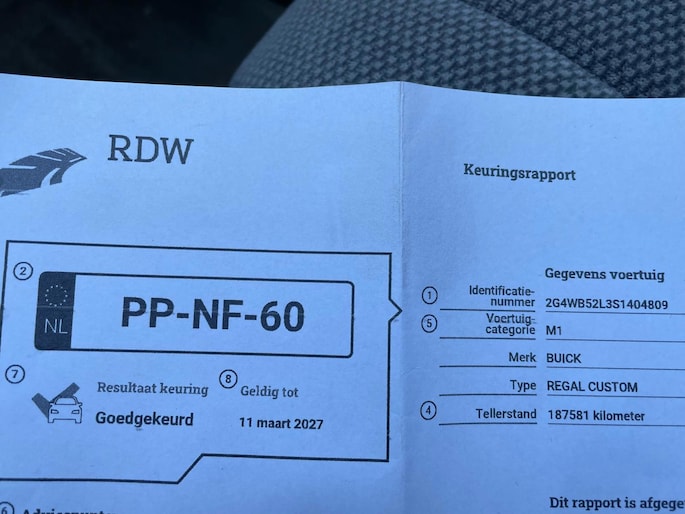 RDW
Keuringsrapport
2
NL
PP-NF-60
7
Resultaat keuring
Goedgekeurd
8
Geldig tot
11 maart 2027
Gegevens voertuig
1 Identificatie-
nummer 2G4WB52L3S1404809
5 Voertuig-
categorie M1
Merk BUICK
Type REGAL CUSTOM
4 Tellerstand 187581 kilometer
6
Dit rapport is afgege